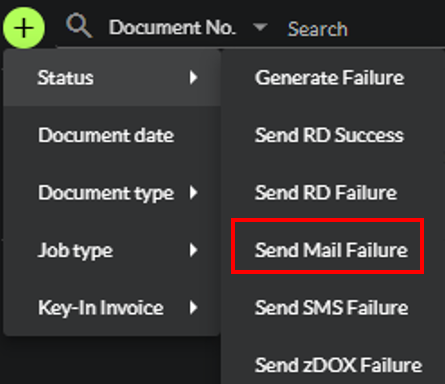 Document No.
Search
Status
Document date
Document type
Job type
Key-In Invoice
Generate Failure
Send RD Success
Send RD Failure
Send Mail Failure
Send SMS Failure
Send zDOX Failure